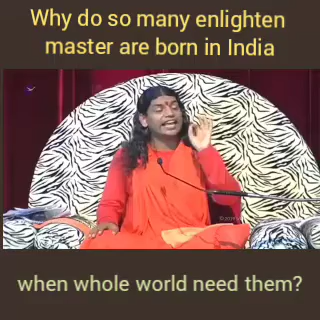 Why do so many enlighten
master are born in India
when whole world need them?